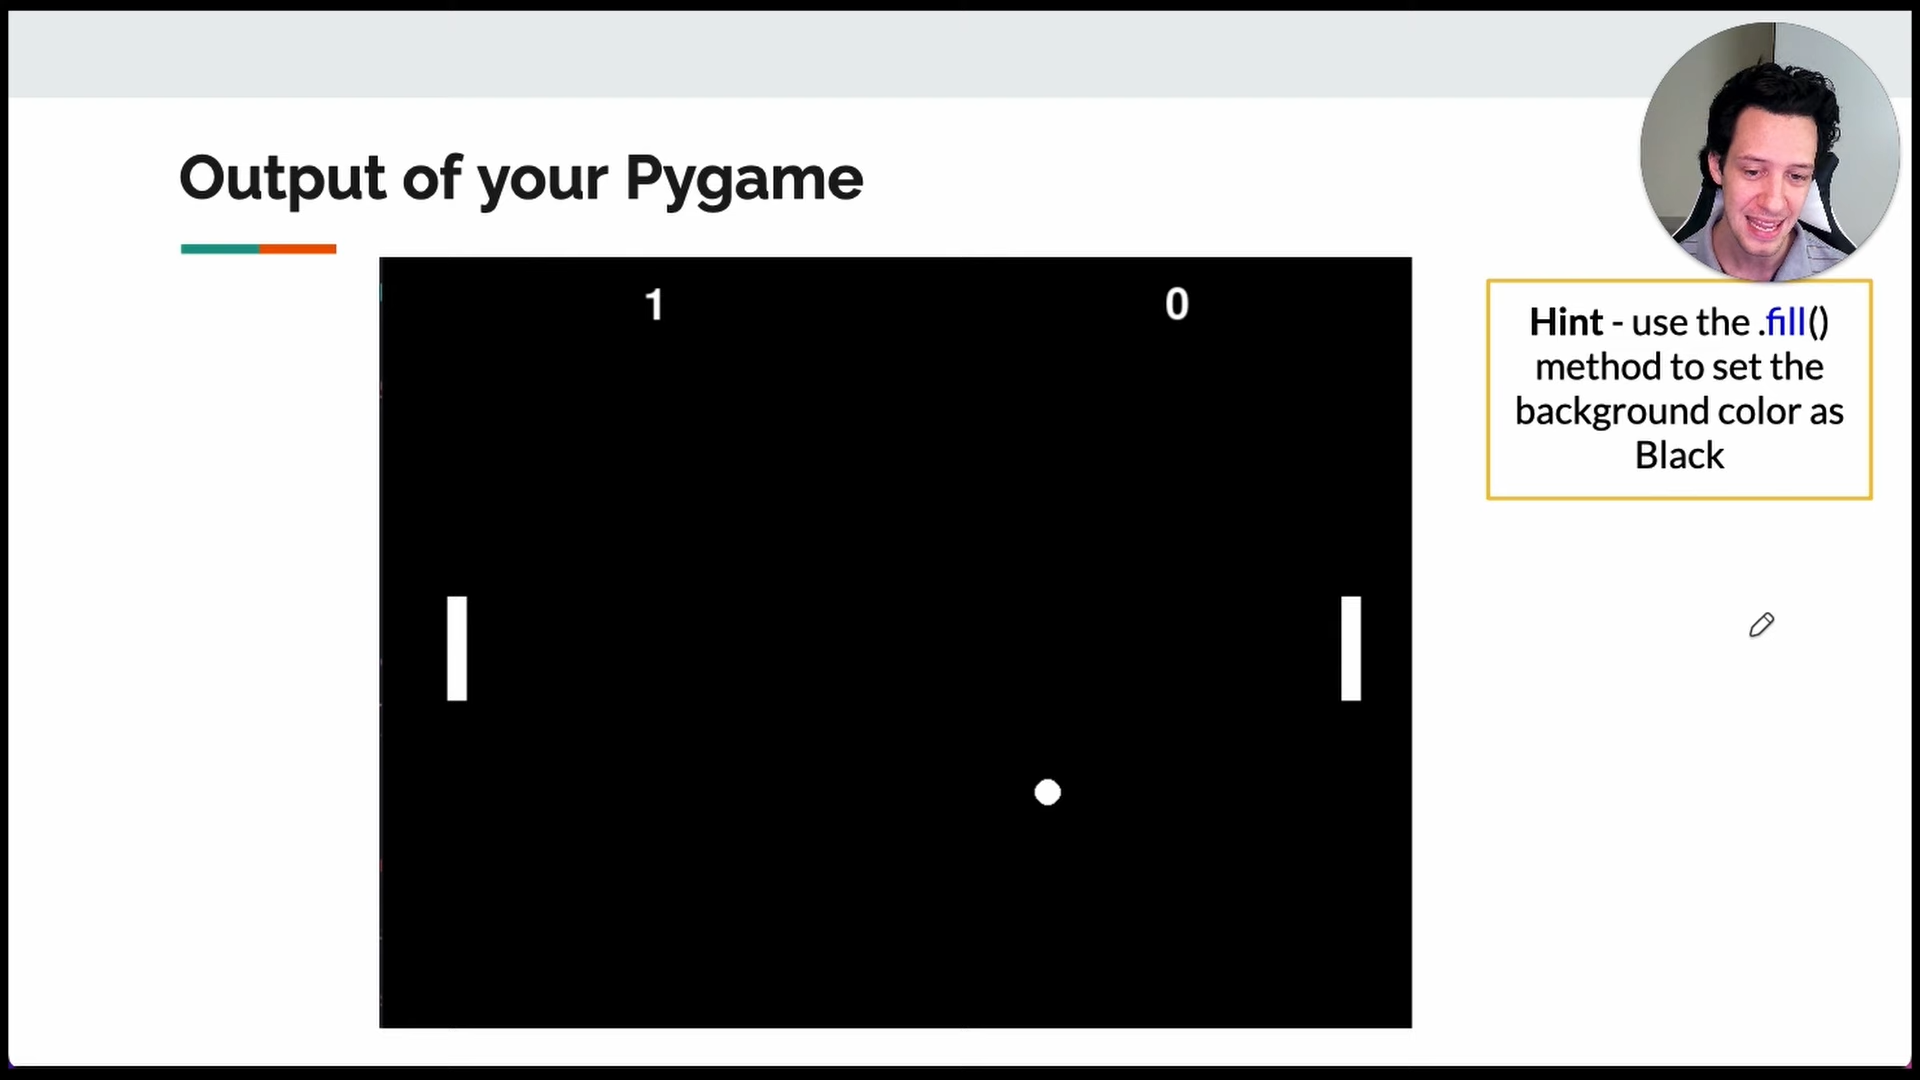 Output of your Pygame
1 0
Hint - use the .fill()
method to set the
background color as
Black